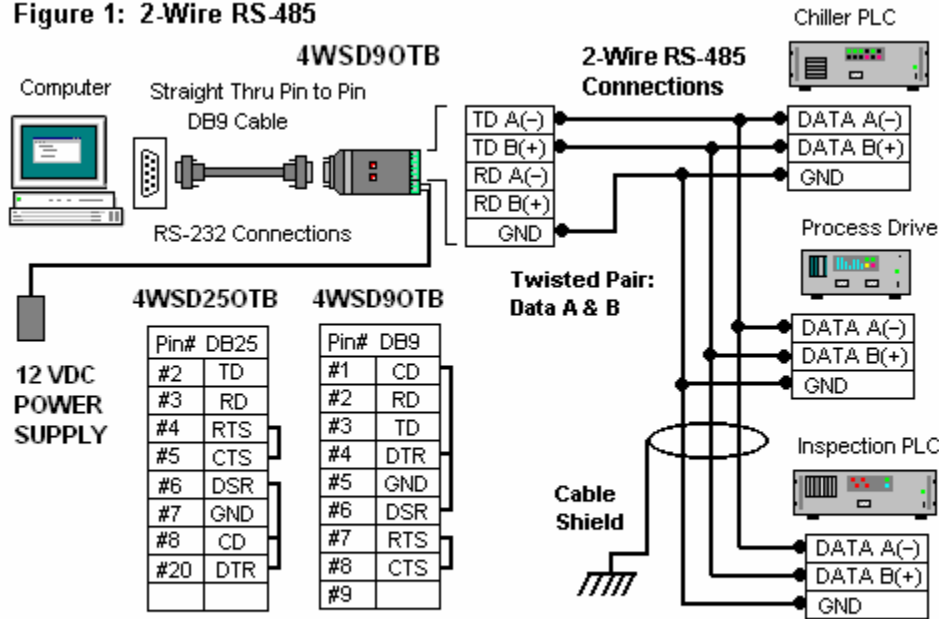 Figure 1: 2-Wire RS-485
Chiller PLC
4WSD9OTB
2-Wire RS-485
Connections
Computer
Straight Thru Pin to Pin
DB9 Cable
TD A(-)
TD B(+)
RD A(-)
RD B(+)
GND
DATA A(-)
DATA B(+)
GND
RS-232 Connections
Process Drive
Twisted Pair:
Data A & B
DATA A(-)
DATA B(+)
GND
12 VDC
POWER
SUPPLY
4WSD25OTB
Pin# DB25
#2 TD
#3 RD
#4 RTS
#5 CTS
#6 DSR
#7 GND
#8 CD
#20 DTR
4WSD9OTB
Pin# DB9
#1 CD
#2 RD
#3 TD
#4 DTR
#5 GND
#6 DSR
#7 RTS
#8 CTS
#9
Cable
Shield
Inspection PLC
DATA A(-)
DATA B(+)
GND